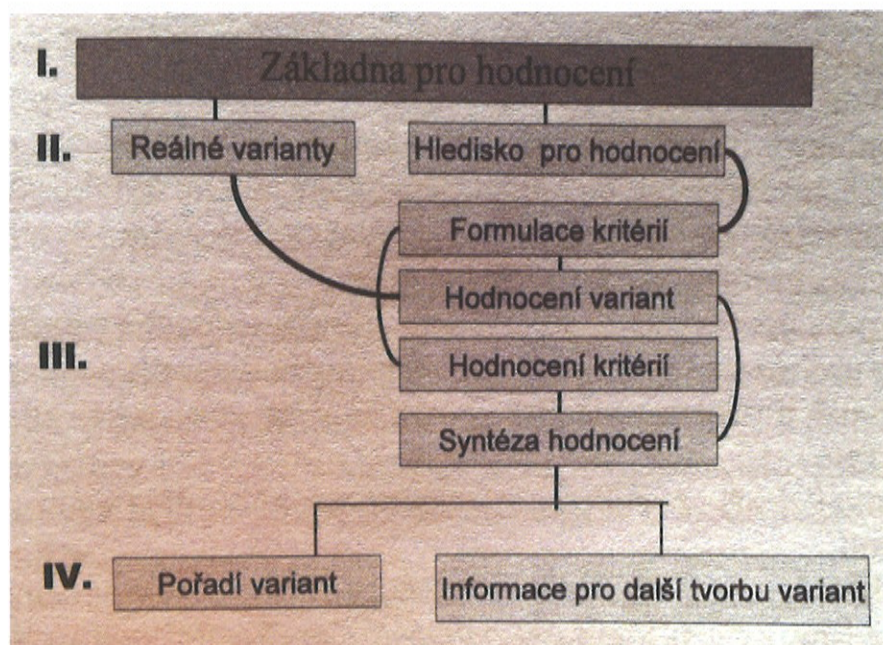 I. Základna pro hodnocení
II. Reálné varianty Hledisko pro hodnocení
Formulace kritérií
Hodnocení variant
III.
Hodnocení kritérií
Syntéza hodnocení
IV. Pořadí variant Informace pro další tvorbu variant